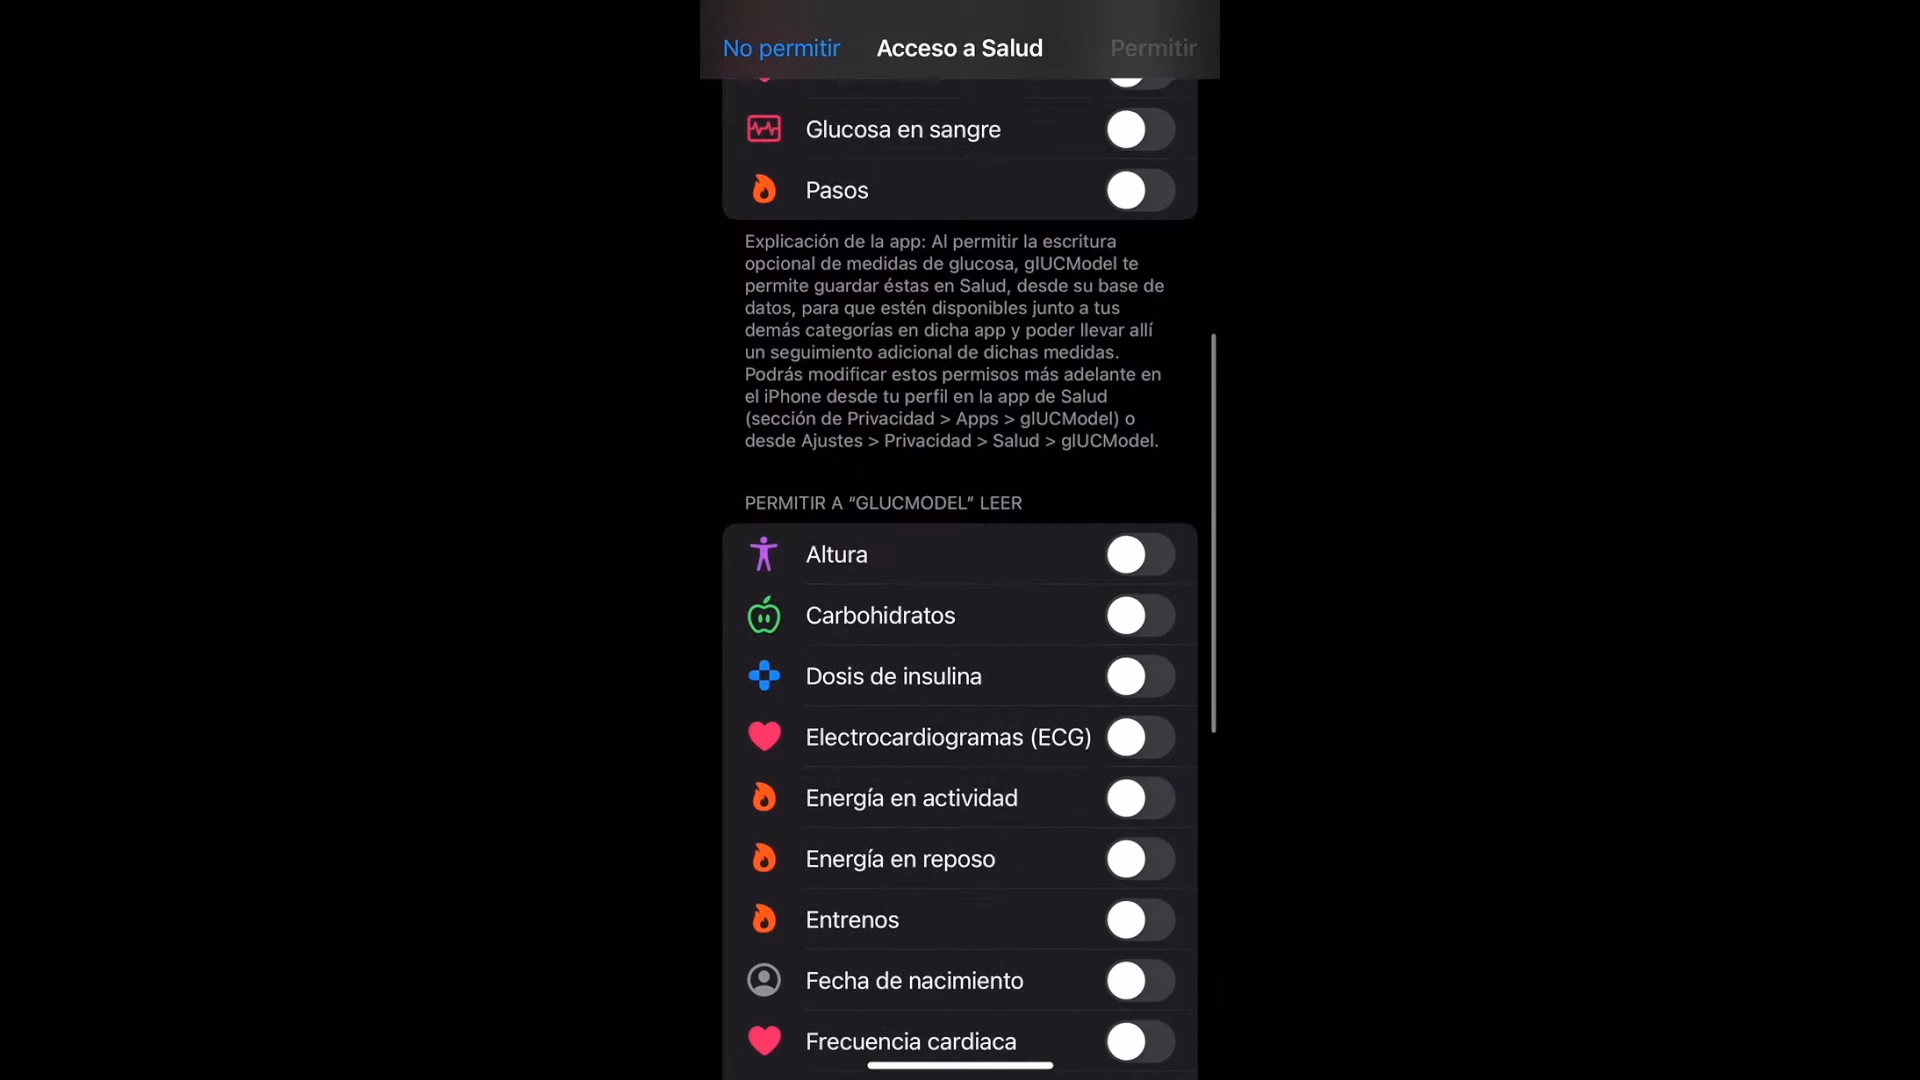 No permitir
Acceso a Salud
Permitir
Glucosa en sangre
Pasos
Explicación de la app: Al permitir la escritura
opcional de medidas de glucosa, glUCModel te
permite guardar éstas en Salud, desde su base de
datos, para que estén disponibles junto a tus
demás categorías en dicha app y poder llevar allí
un seguimiento adicional de dichas medidas.
Podrás modificar estos permisos más adelante en
el iPhone desde tu perfil en la app de Salud
(sección de Privacidad > Apps > glUCModel) o
desde Ajustes > Privacidad > Salud > glUCModel.
PERMITIR A “GLUCMODEL” LEER
Altura
Carbohidratos
Dosis de insulina
Electrocardiogramas (ECG)
Energía en actividad
Energía en reposo
Entrenos
Fecha de nacimiento
Frecuencia cardiaca